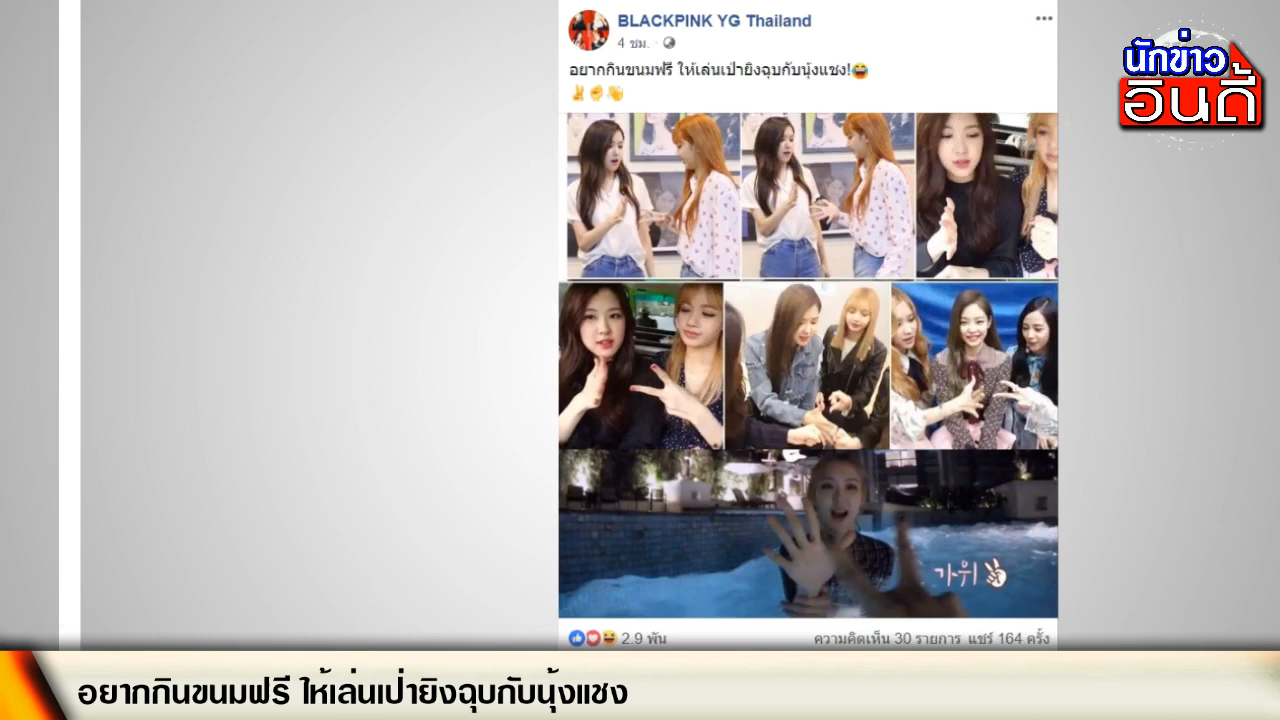 BLACKPINK YG Thailand
4 ชม.
อยากกินขนมฟรี ให้เล่นเป่ายิงฉุบกับนุ้งแชง!😂
✌️✊👋
นักข่าว
อินดี้
가위
2.9 พัน
ความคิดเห็น 30 รายการ แชร์ 164 ครั้ง
อยากกินขนมฟรี ให้เล่นเป่ายิงฉุบกับนุ้งแชง